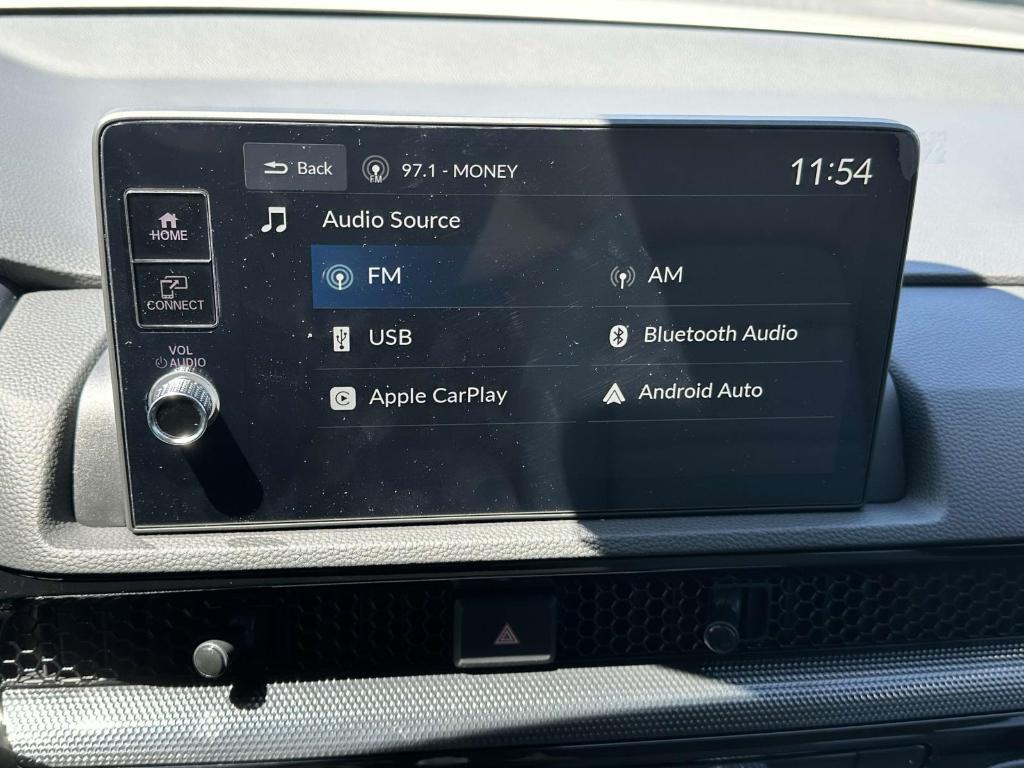 Back
FM
97.1 - MONEY
11:54
HOME
Audio Source
FM
AM
CONNECT
USB
Bluetooth Audio
VOL
AUDIO
Apple CarPlay
Android Auto